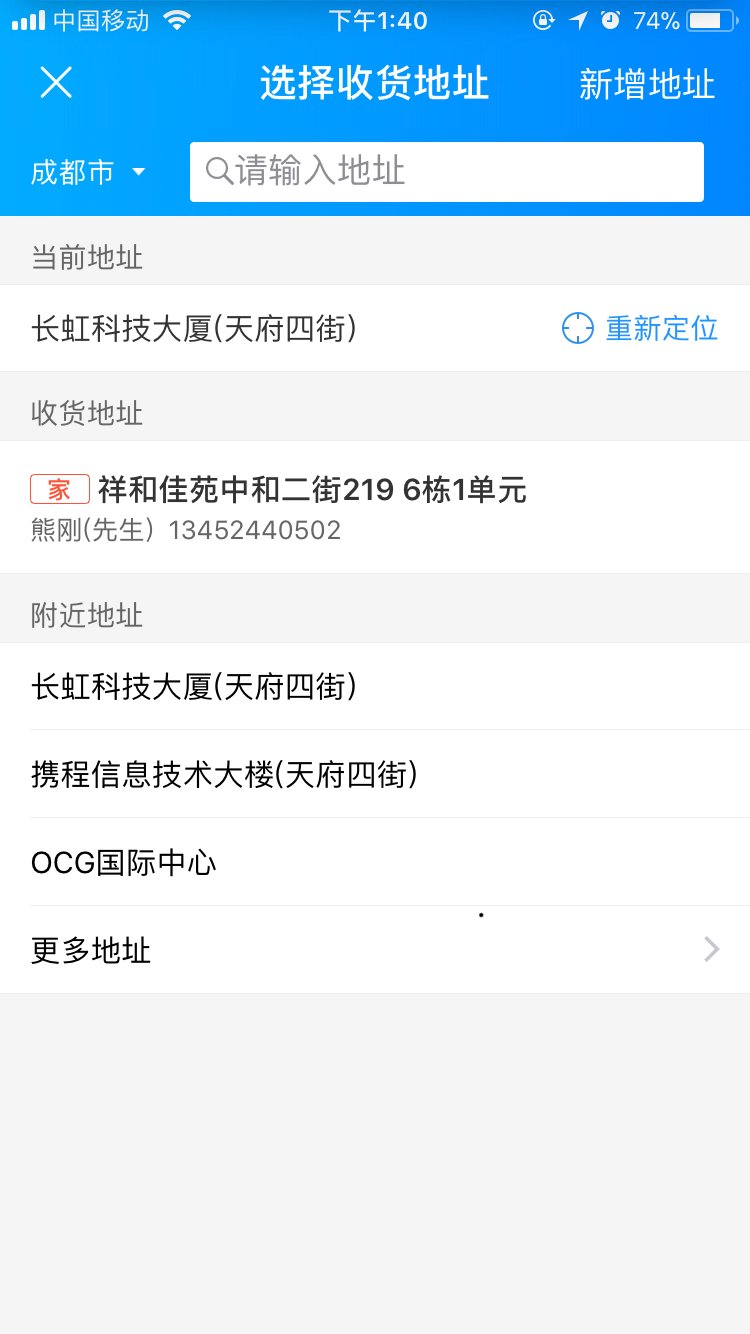 中国移动 下午1:40 74%
选择收货地址 新增地址
成都市 请输入地址
当前地址
长虹科技大厦(天府四街) 重新定位
收货地址
家 祥和佳苑中和二街219 6栋1单元
熊刚(先生) 13452440502
附近地址
长虹科技大厦(天府四街)
携程信息技术大楼(天府四街)
OCG国际中心
更多地址